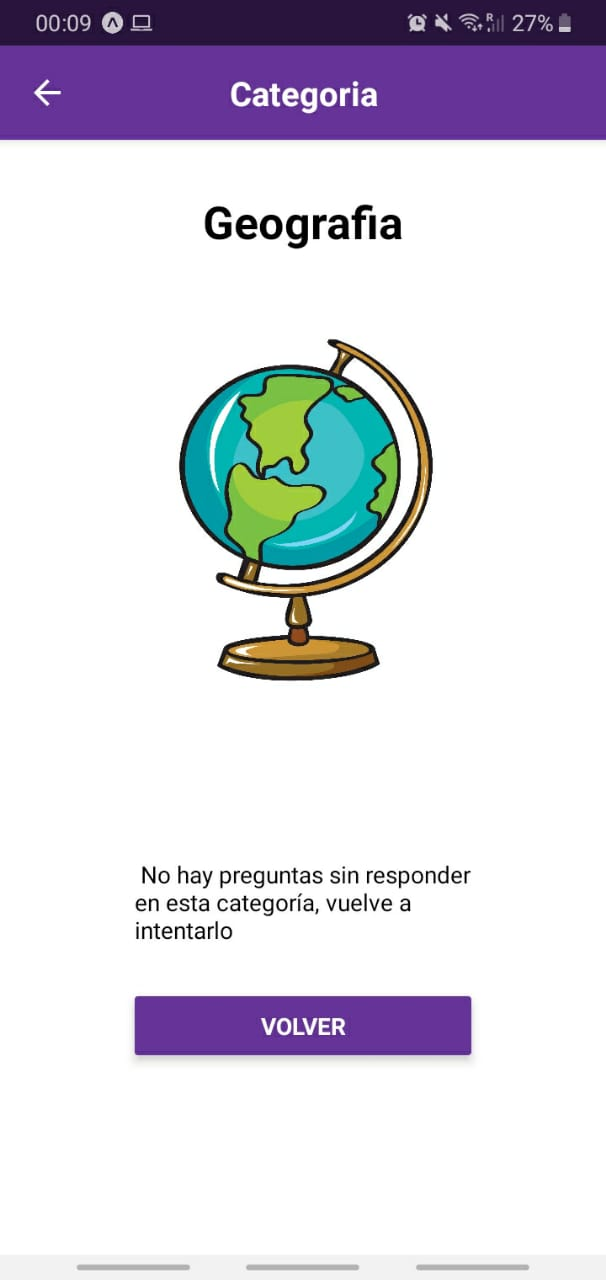 00:09
R
27%
Categoria
Geografia
No hay preguntas sin responder
en esta categoría, vuelve a
intentarlo
VOLVER